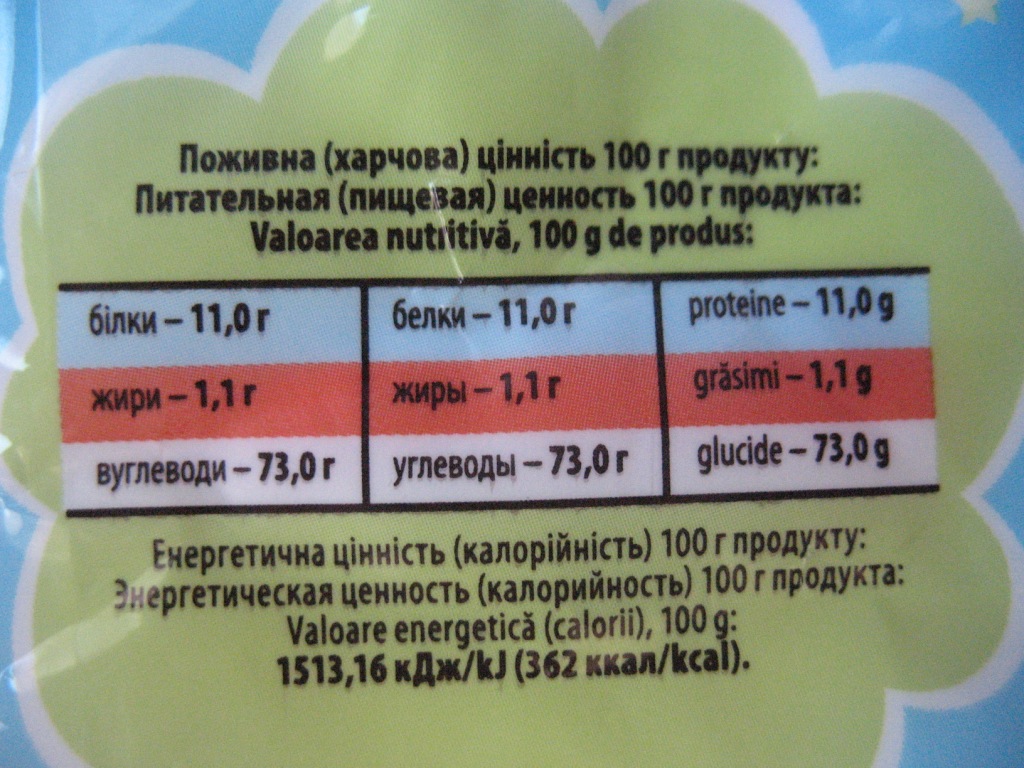 Поживна (харчова) цінність 100 г продукту:
Питательная (пищевая) ценность 100 г продукта:
Valoarea nutritivă, 100 g de produs:
білки – 11,0 г белки – 11,0 г proteine – 11,0 g
жири – 1,1 г жиры – 1,1 г grăsimi – 1,1 g
вуглеводи – 73,0 г углеводы – 73,0 г glucide – 73,0 g
Енергетична цінність (калорійність) 100 г продукту:
Энергетическая ценность (калорийность) 100 г продукта:
Valoare energetică (calorii), 100 g:
1513,16 кДж/kJ (362 ккал/kcal).